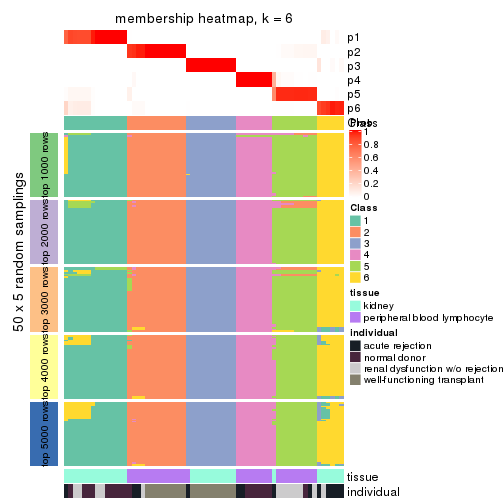 membership heatmap, k = 6
p1
p2
p3
p4
p5
p6
Class
Prob
1
0.8
0.6
0.4
0.2
0
Class
1
2
3
4
5
6
tissue
kidney
peripheral blood lymphocyte
individual
acute rejection
normal donor
renal dysfunction w/o rejection
well-functioning transplant
50 x 5 random samplings
top 1000 rows
top 2000 rows
top 3000 rows
top 4000 rows
top 5000 rows
tissue
individual